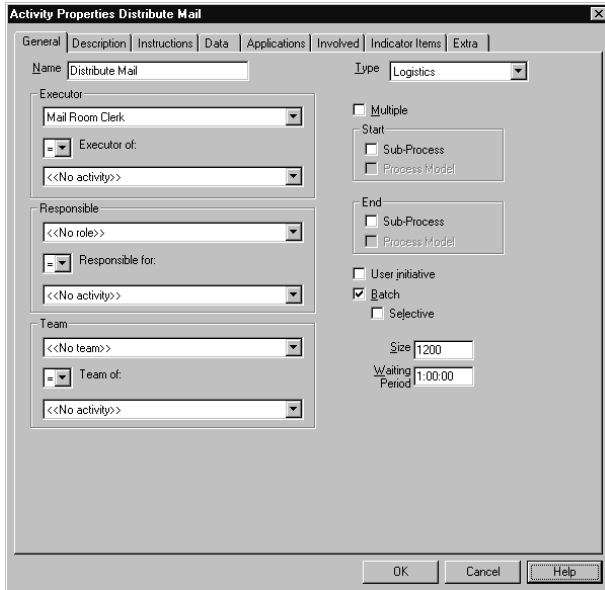 Activity Properties Distribute Mail
General Description Instructions Data Applications Involved Indicator Items Extra
Name Distribute Mail
Type Logistics
Executor
Mail Room Clerk
= Executor of:
<<No activity>>
Responsible
<<No role>>
= Responsible for:
<<No activity>>
Team
<<No team>>
= Team of:
<<No activity>>
Multiple
Start
Sub-Process
Process Model
End
Sub-Process
Process Model
User initiative
Batch
Selective
Size 1200
Waiting
Period 1:00:00
OK Cancel Help